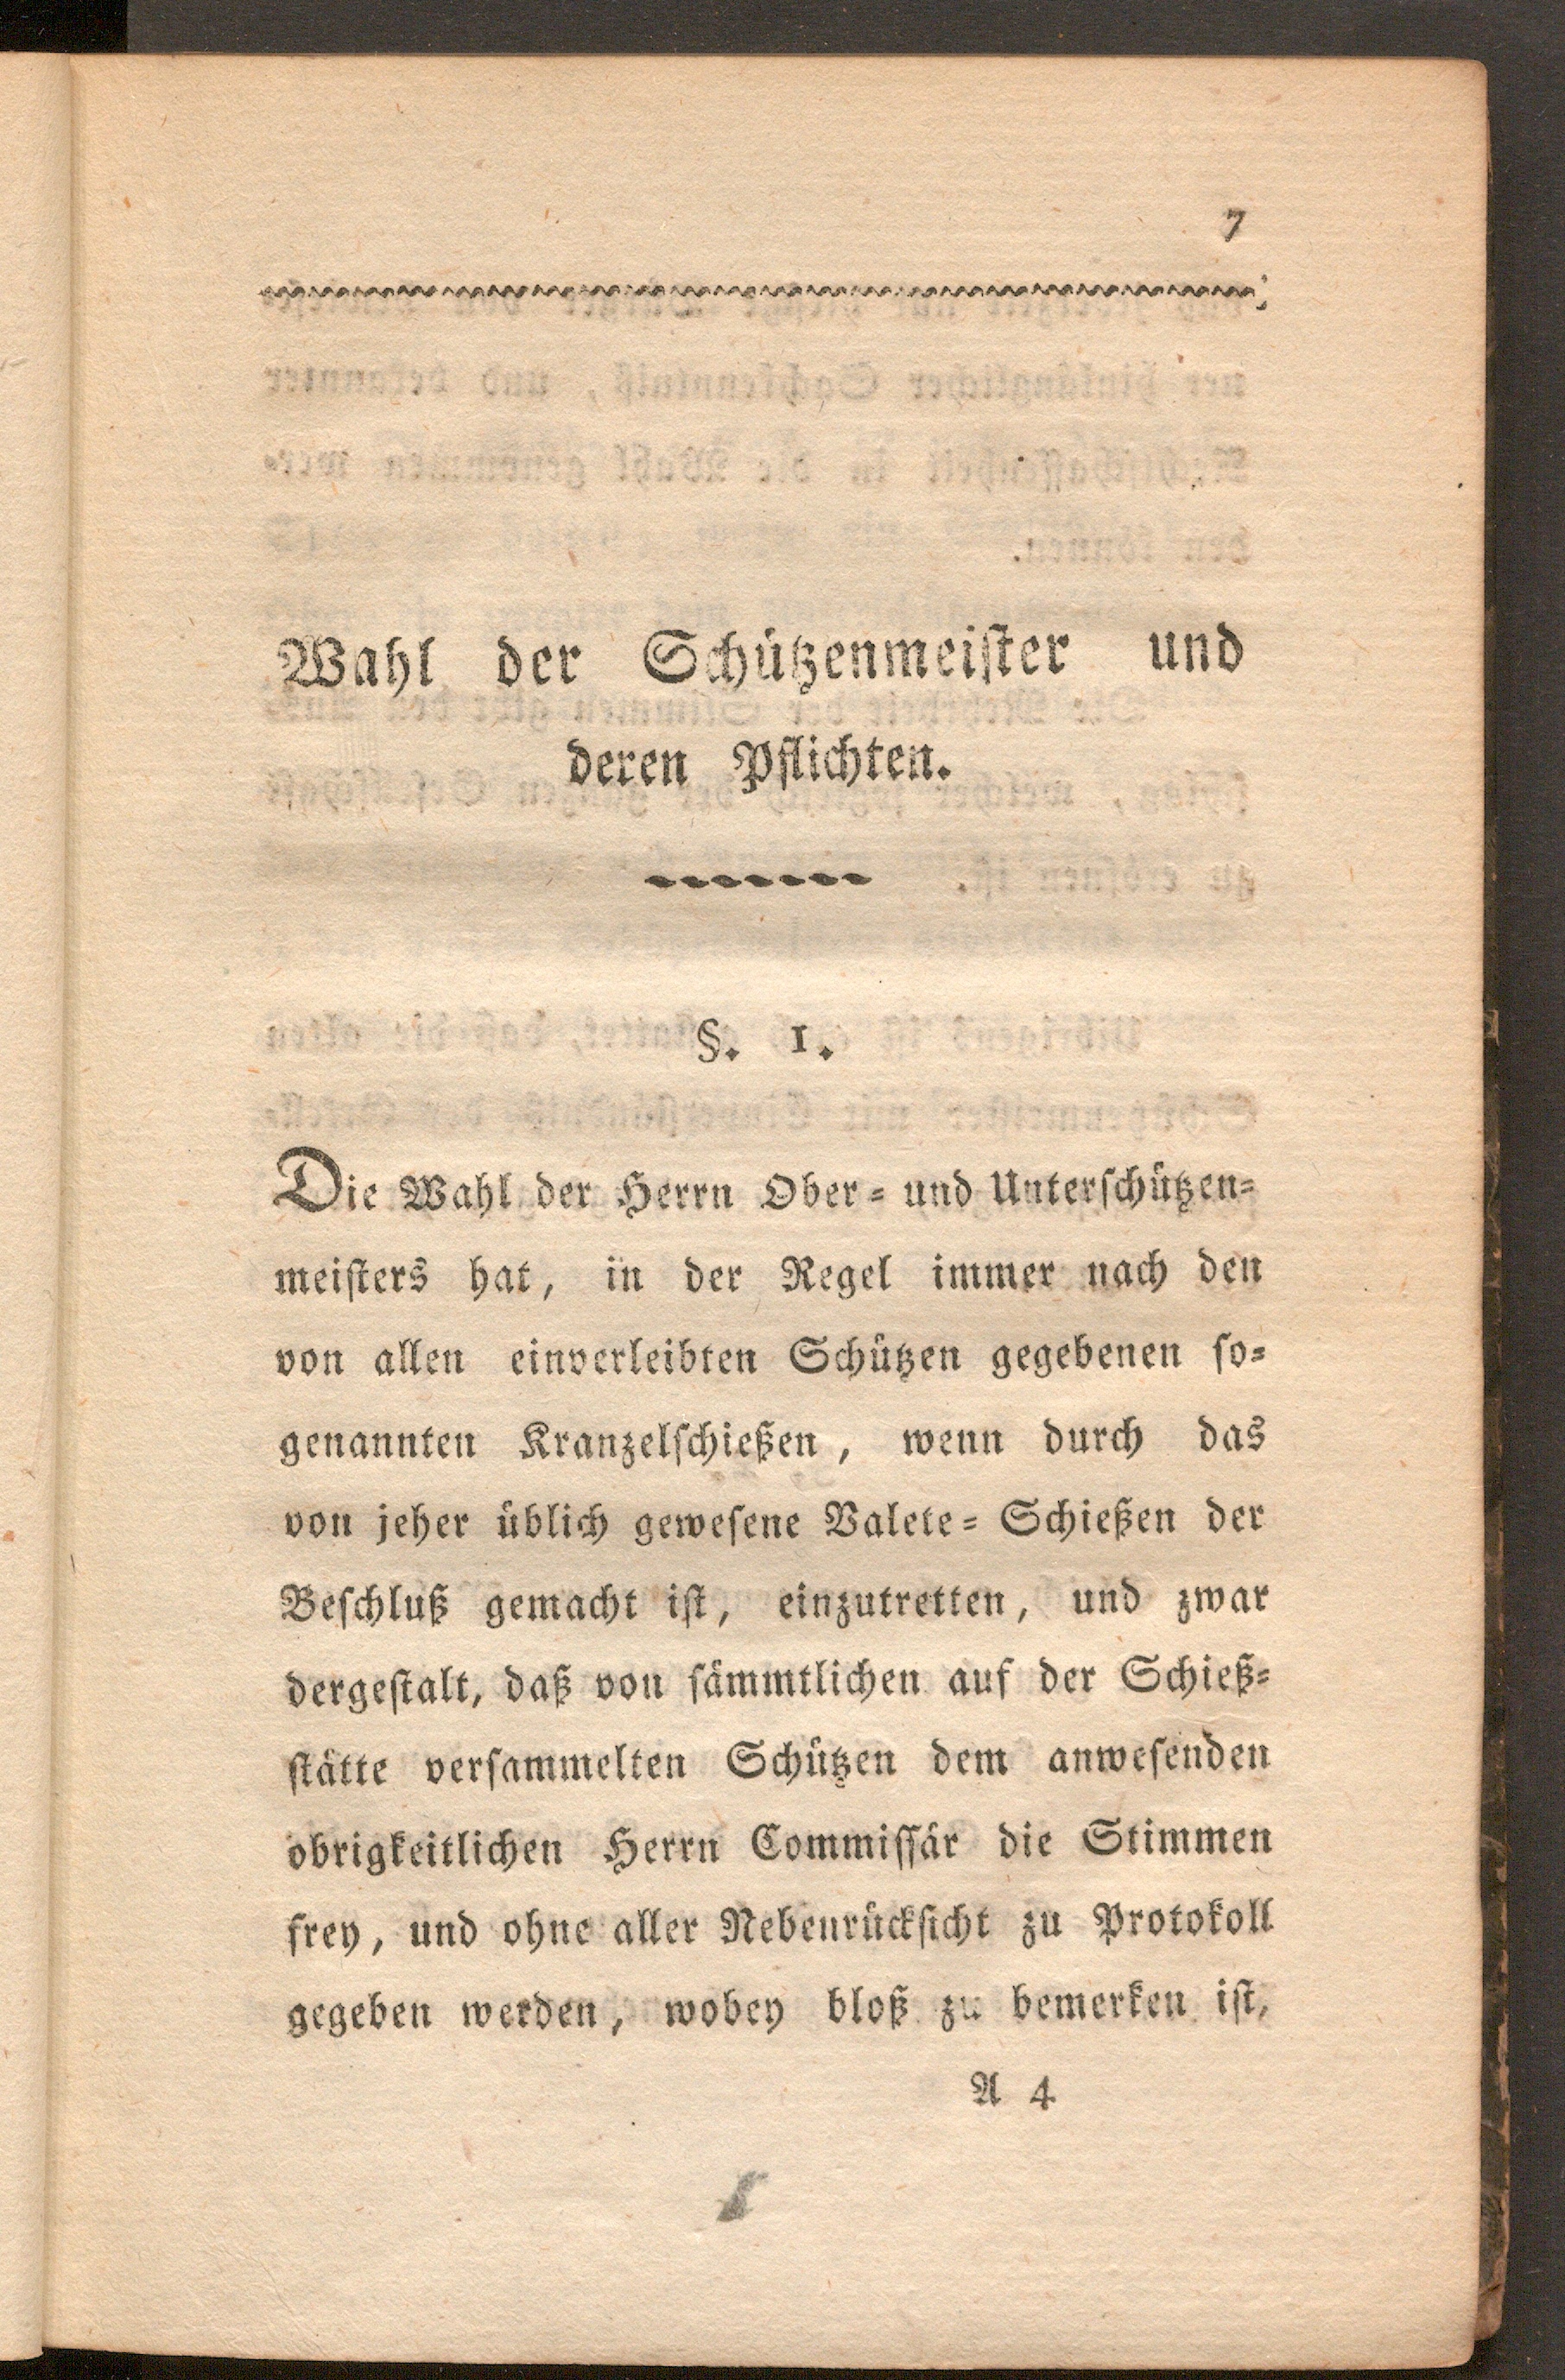 7
Wahl der Schützenmeister und
deren Pflichten.
§. 1.
Die Wahl der Herrn Ober- und Unterschützen-
meisters hat, in der Regel immer nach den
von allen einverleibten Schützen gegebenen so-
genannten Kranzelschießen, wenn durch das
von jeher üblich gewesene Valete-Schießen der
Beschluß gemacht ist, einzutretten, und zwar
dergestalt, daß von sämmtlichen auf der Schieß-
stätte versammelten Schützen dem anwesenden
obrigkeitlichen Herrn Commissär die Stimmen
frey, und ohne aller Nebenrücksicht zu Protokoll
gegeben werden, wobey bloß zu bemerken ist,
A 4